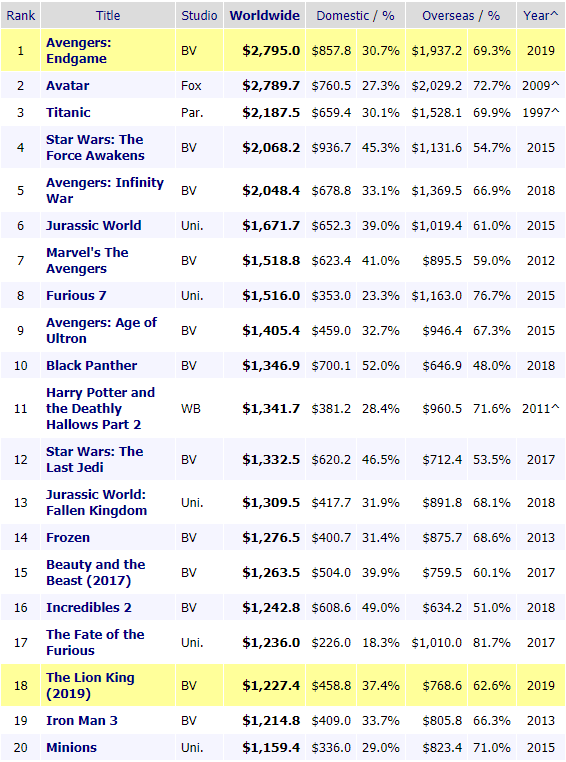 Rank Title Studio Worldwide Domestic / % Overseas / % Year^
1 Avengers: Endgame BV $2,795.0 $857.8 30.7% $1,937.2 69.3% 2019
2 Avatar Fox $2,789.7 $760.5 27.3% $2,029.2 72.7% 2009^
3 Titanic Par. $2,187.5 $659.4 30.1% $1,528.1 69.9% 1997^
4 Star Wars: The Force Awakens BV $2,068.2 $936.7 45.3% $1,131.6 54.7% 2015
5 Avengers: Infinity War BV $2,048.4 $678.8 33.1% $1,369.5 66.9% 2018
6 Jurassic World Uni. $1,671.7 $652.3 39.0% $1,019.4 61.0% 2015
7 Marvel's The Avengers BV $1,518.8 $623.4 41.0% $895.5 59.0% 2012
8 Furious 7 Uni. $1,516.0 $353.0 23.3% $1,163.0 76.7% 2015
9 Avengers: Age of Ultron BV $1,405.4 $459.0 32.7% $946.4 67.3% 2015
10 Black Panther BV $1,346.9 $700.1 52.0% $646.9 48.0% 2018
11 Harry Potter and the Deathly Hallows Part 2 WB $1,341.7 $381.2 28.4% $960.5 71.6% 2011^
12 Star Wars: The Last Jedi BV $1,332.5 $620.2 46.5% $712.4 53.5% 2017
13 Jurassic World: Fallen Kingdom Uni. $1,309.5 $417.7 31.9% $891.8 68.1% 2018
14 Frozen BV $1,276.5 $400.7 31.4% $875.7 68.6% 2013
15 Beauty and the Beast (2017) BV $1,263.5 $504.0 39.9% $759.5 60.1% 2017
16 Incredibles 2 BV $1,242.8 $608.6 49.0% $634.2 51.0% 2018
17 The Fate of the Furious Uni. $1,236.0 $226.0 18.3% $1,010.0 81.7% 2017
18 The Lion King (2019) BV $1,227.4 $458.8 37.4% $768.6 62.6% 2019
19 Iron Man 3 BV $1,214.8 $409.0 33.7% $805.8 66.3% 2013
20 Minions Uni. $1,159.4 $336.0 29.0% $823.4 71.0% 2015